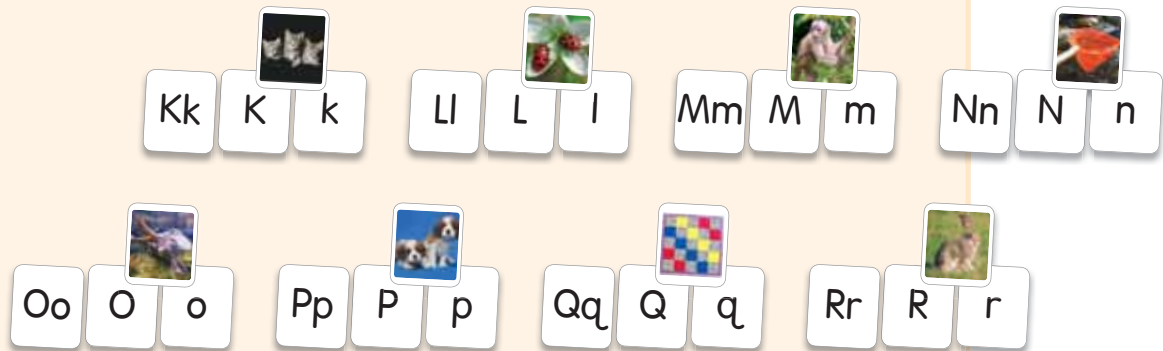 Kk K k Ll L l Mm M m Nn N n
Oo O o Pp P p Qq Q q Rr R r